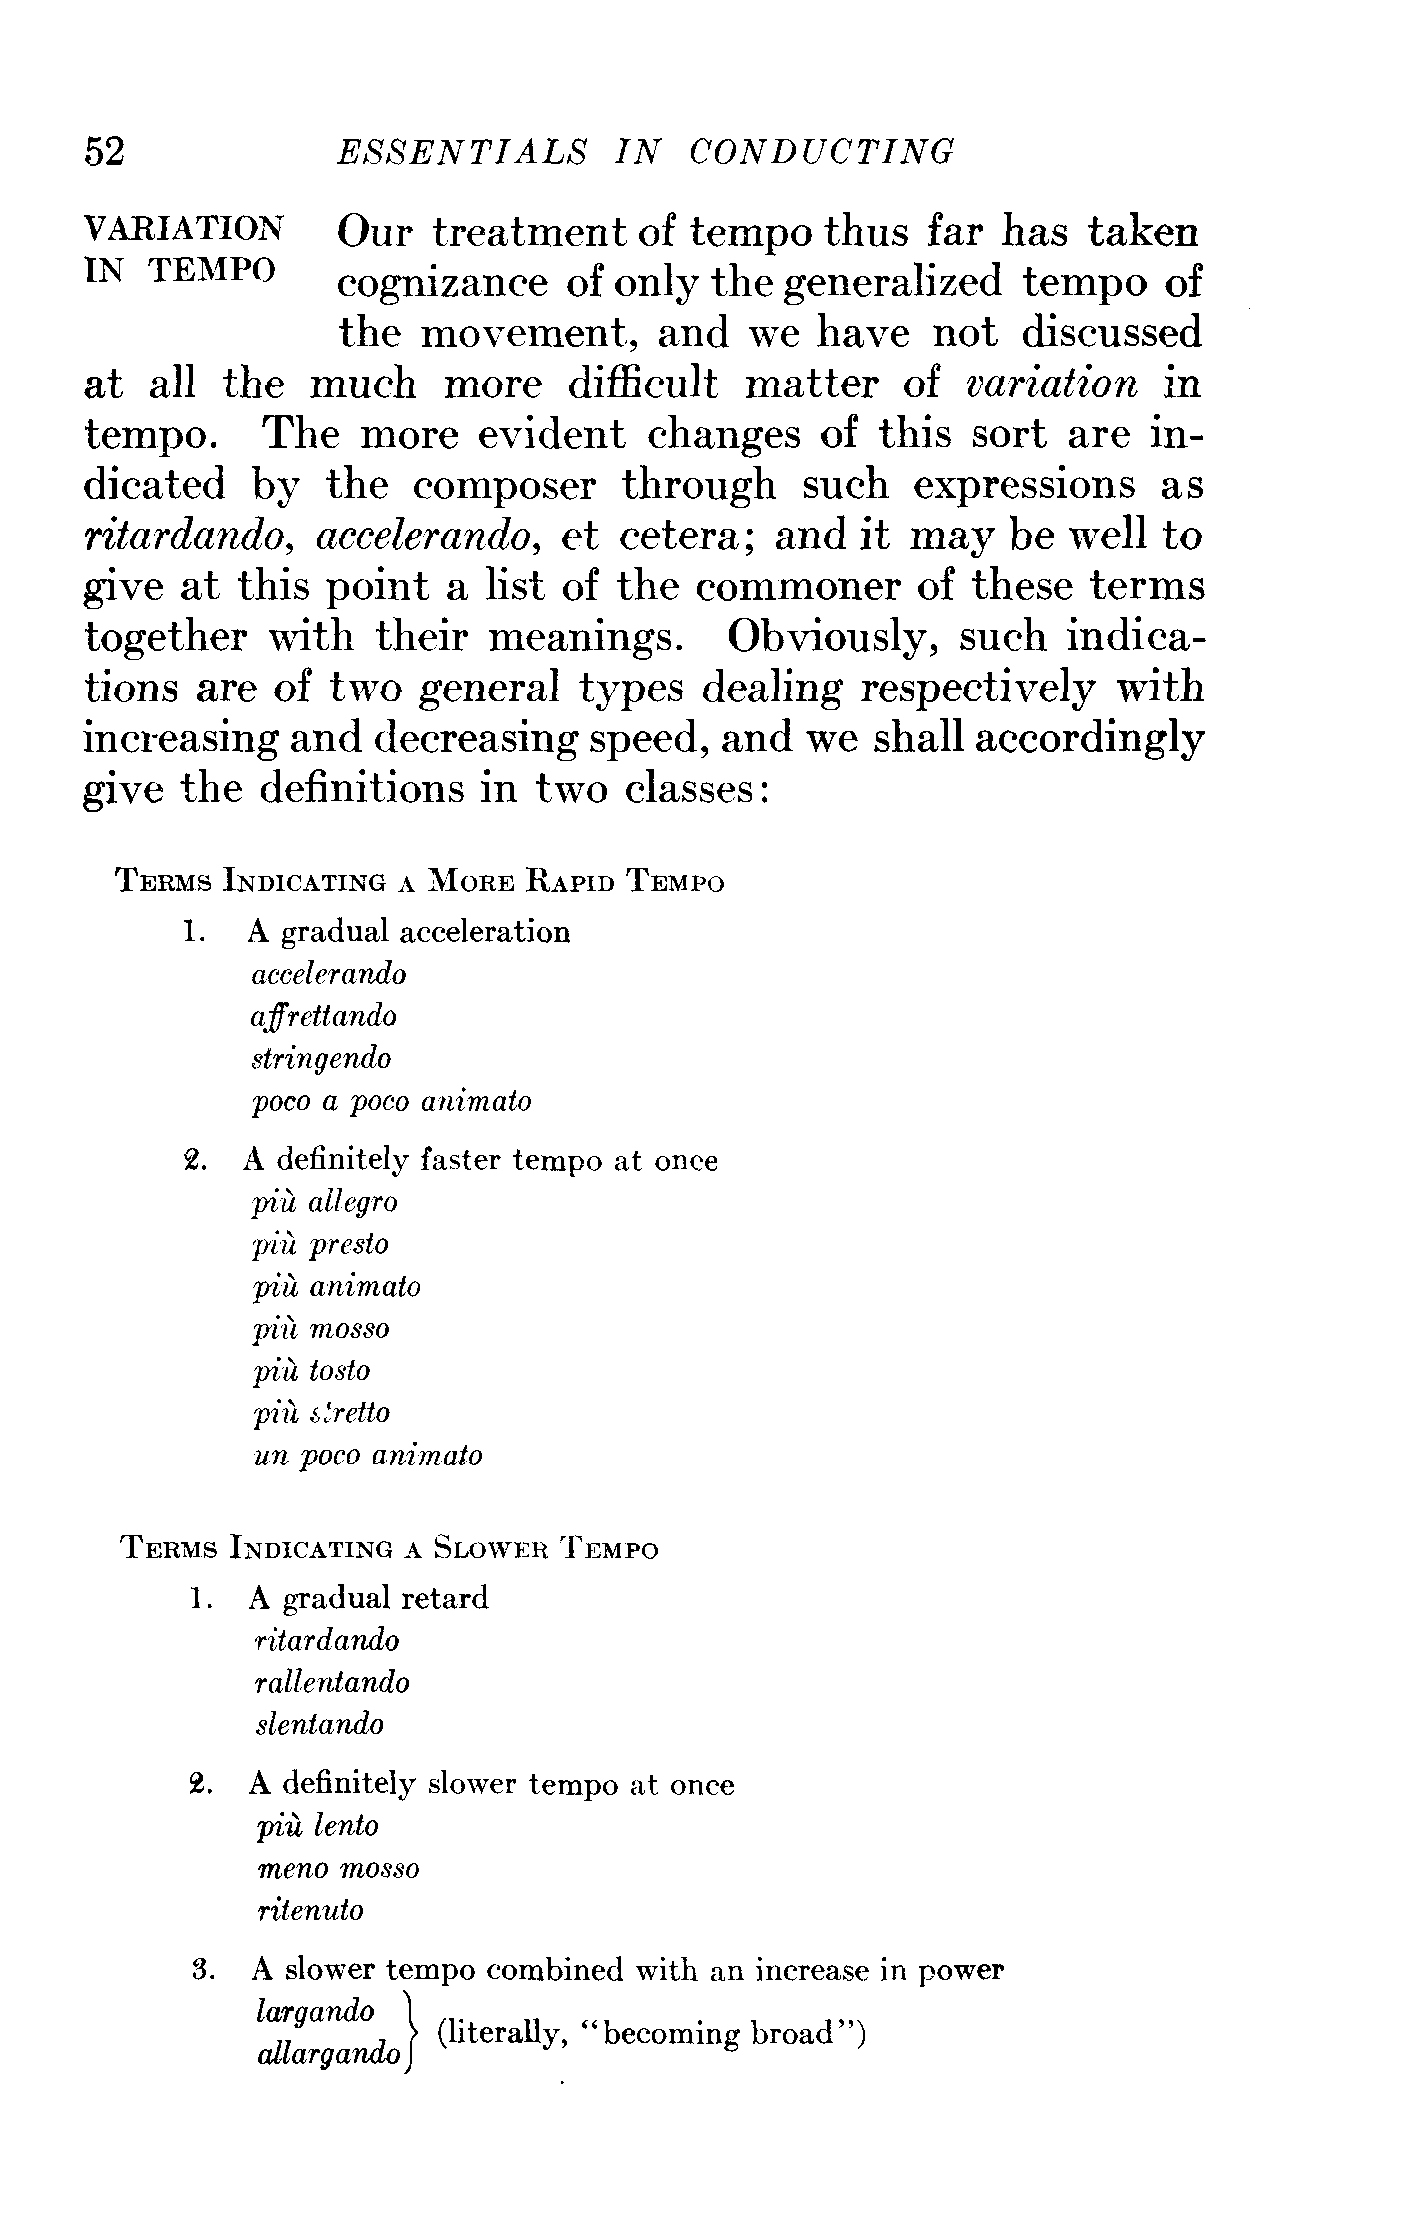 52 ESSENTIALS IN CONDUCTING
VARIATION
IN TEMPO
Our treatment of tempo thus far has taken
cognizance of only the generalized tempo of
the movement, and we have not discussed
at all the much more difficult matter of variation in
tempo. The more evident changes of this sort are in-
dicated by the composer through such expressions as
ritardando, accelerando, et cetera; and it may be well to
give at this point a list of the commoner of these terms
together with their meanings. Obviously, such indica-
tions are of two general types dealing respectively with
increasing and decreasing speed, and we shall accordingly
give the definitions in two classes:
TERMS INDICATING A MORE RAPID TEMPO
1. A gradual acceleration
accelerando
affrettando
stringendo
poco a poco animato
2. A definitely faster tempo at once
più allegro
più presto
più animato
più mosso
più tosto
più stretto
un poco animato
TERMS INDICATING A SLOWER TEMPO
1. A gradual retard
ritardando
rallentando
slentando
2. A definitely slower tempo at once
più lento
meno mosso
ritenuto
3. A slower tempo combined with an increase in power
largando
allargando } (literally, "becoming broad")